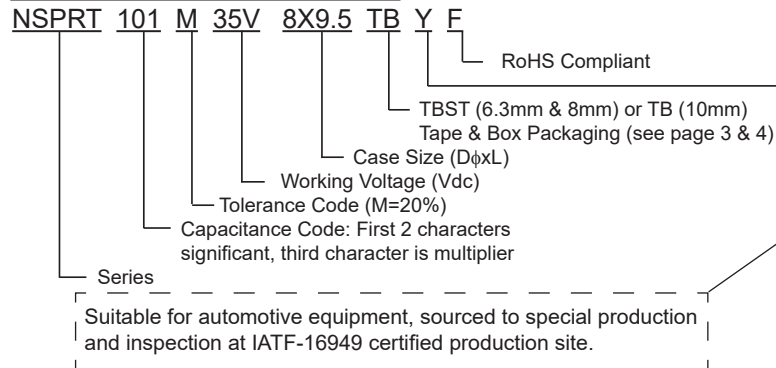 NSPRT 101 M 35V 8X9.5 TB Y F
RoHS Compliant
TBST (6.3mm & 8mm) or TB (10mm)
Tape & Box Packaging (see page 3 & 4)
Case Size (DϕxL)
Working Voltage (Vdc)
Tolerance Code (M=20%)
Capacitance Code: First 2 characters
significant, third character is multiplier
Series
Suitable for automotive equipment, sourced to special production
and inspection at IATF-16949 certified production site.